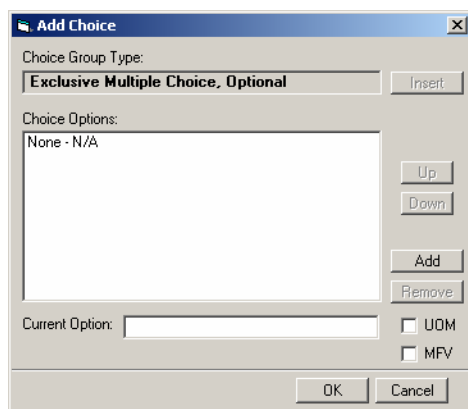 Add Choice
Choice Group Type:
Exclusive Multiple Choice, Optional
Insert
Choice Options:
None - N/A
Up
Down
Add
Remove
Current Option:
UOM
MFV
OK
Cancel